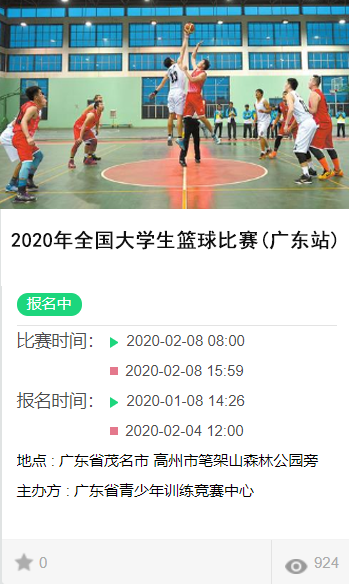 2020年全国大学生篮球比赛(广东站)
报名中
比赛时间: 2020-02-08 08:00
2020-02-08 15:59
报名时间: 2020-01-08 14:26
2020-02-04 12:00
地点 : 广东省茂名市 高州市笔架山森林公园旁
主办方 : 广东省青少年训练竞赛中心
0 924